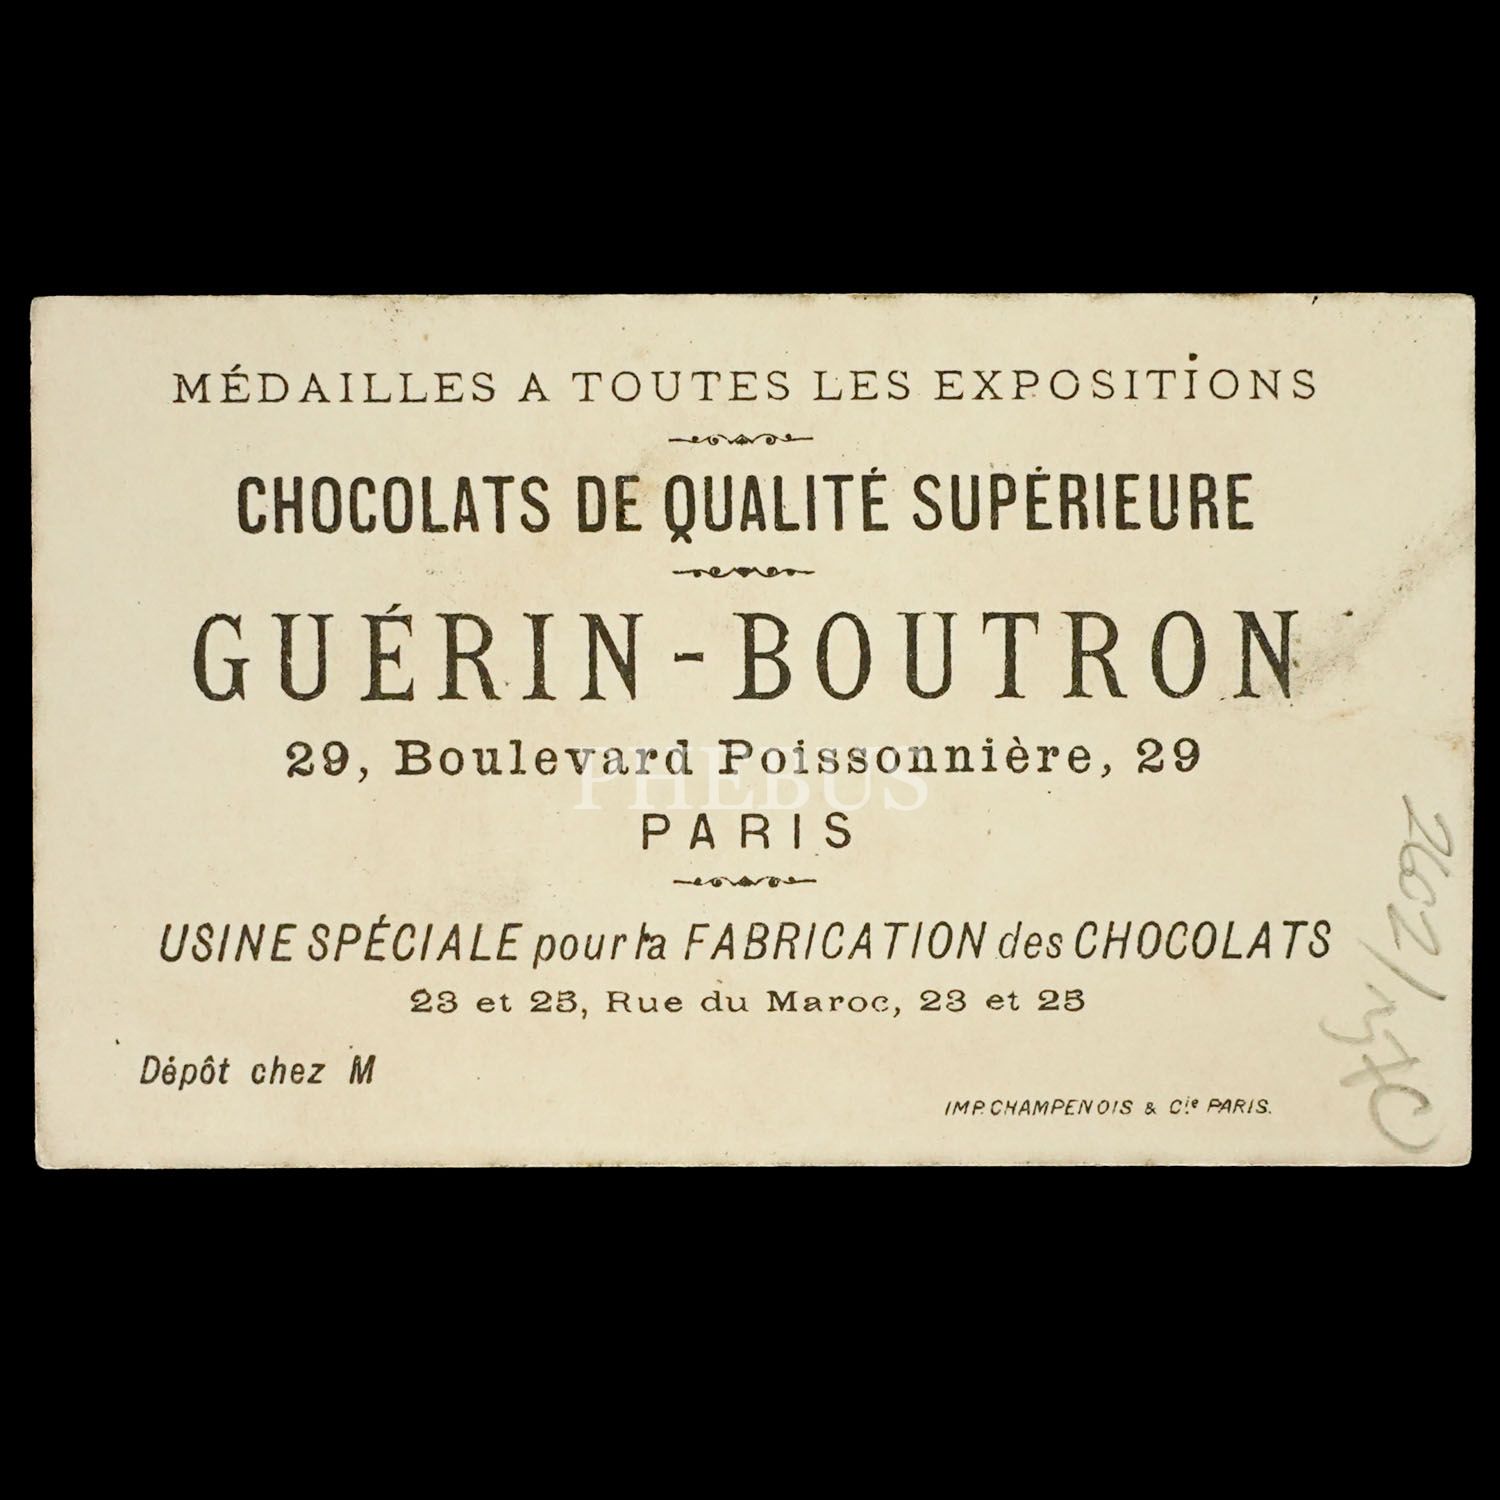 MÉDAILLES A TOUTES LES EXPOSITIONS
CHOCOLATS DE QUALITÉ SUPÉRIEURE
GUÉRIN-BOUTRON
29, Boulevard Poissonnière, 29
PHEBUS
PARIS
USINE SPÉCIALE pour la FABRICATION des CHOCOLATS
23 et 25, Rue du Maroc, 23 et 25
Dépôt chez M
IMP. CHAMPENOIS & Cie PARIS.